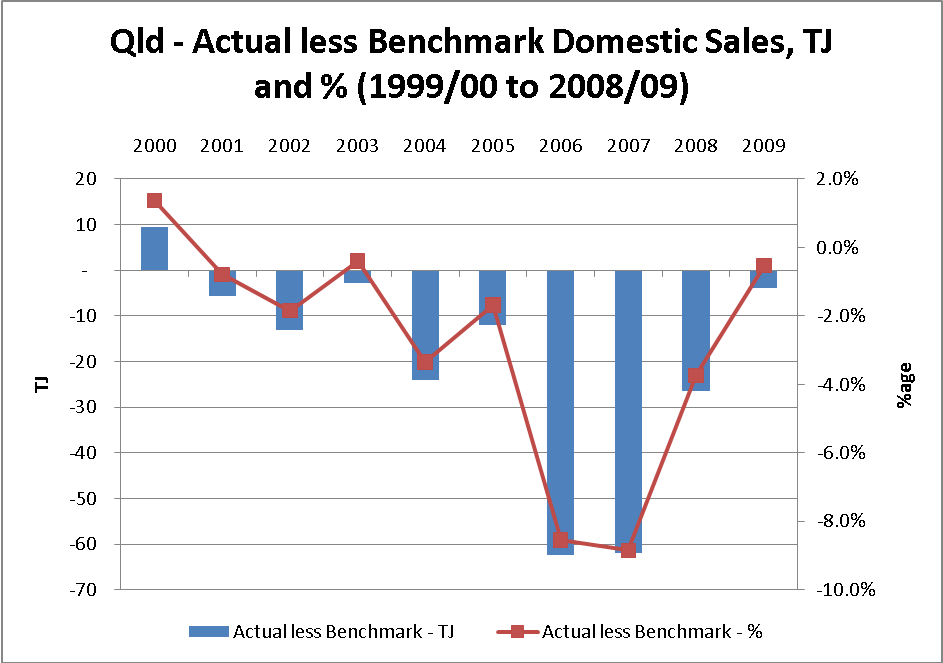 Qld - Actual less Benchmark Domestic Sales, TJ
and % (1999/00 to 2008/09)
2000 2001 2002 2003 2004 2005 2006 2007 2008 2009
20 2.0%
10
0.0%
-
-10
-2.0%
-20
-4.0%
-30
-40
-6.0%
-50
-8.0%
-60
-70 -10.0%
TJ
%age
Actual less Benchmark - TJ Actual less Benchmark - %